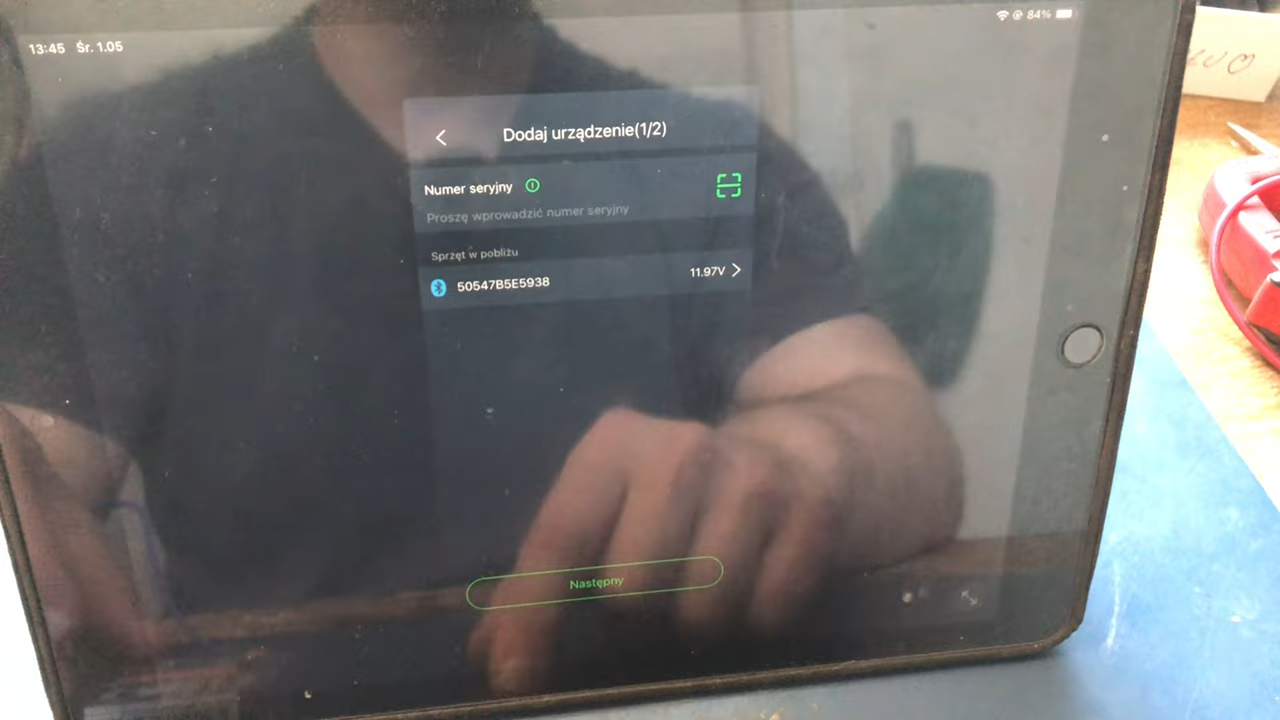 13:45 Śr. 1.05
84%
Dodaj urządzenie(1/2)
Numer seryjny
Proszę wprowadzić numer seryjny
Sprzęt w pobliżu
50547B5E5938
11.97V
Następny